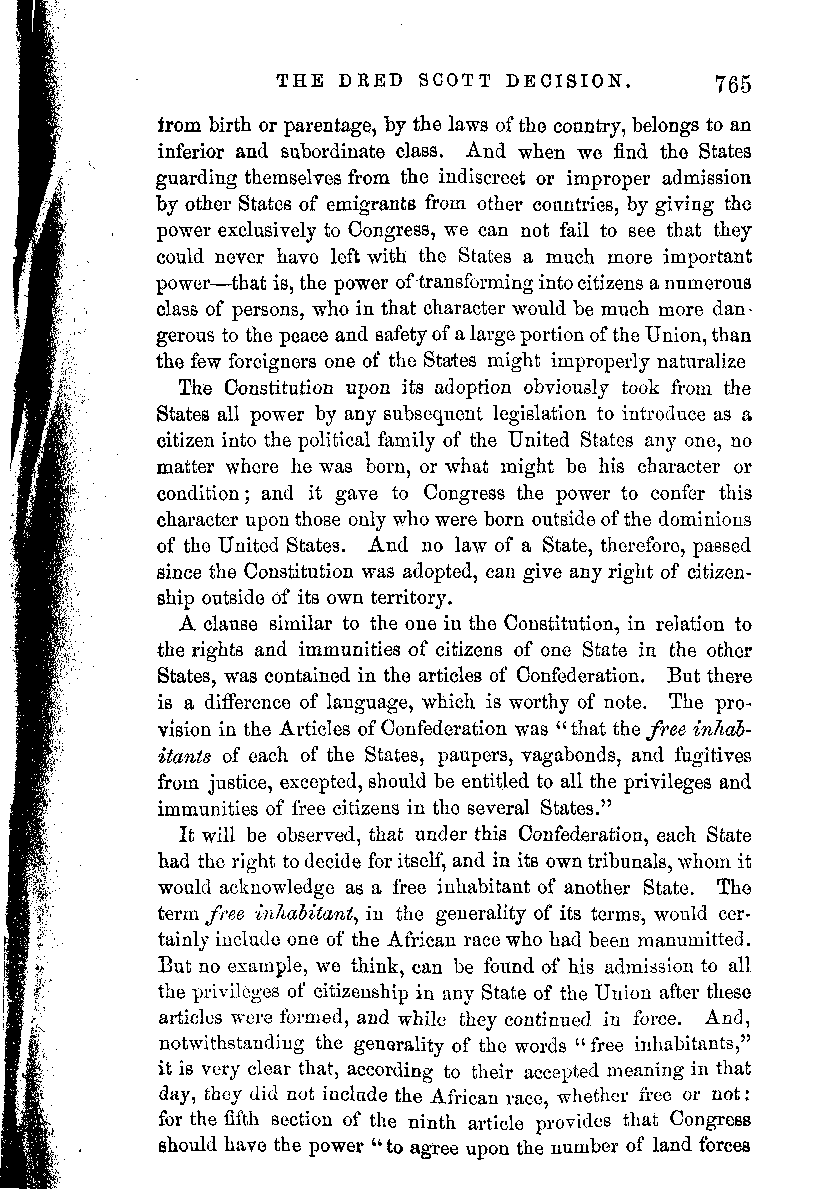 THE DRED SCOTT DECISION. 765
from birth or parentage, by the laws of the country, belongs to an
inferior and subordinate class. And when we find the States
guarding themselves from the indiscreet or improper admission
by other States of emigrants from other countries, by giving the
power exclusively to Congress, we can not fail to see that they
could never have left with the States a much more important
power—that is, the power of transforming into citizens a numerous
class of persons, who in that character would be much more dan-
gerous to the peace and safety of a large portion of the Union, than
the few foreigners one of the States might improperly naturalize
The Constitution upon its adoption obviously took from the
States all power by any subsequent legislation to introduce as a
citizen into the political family of the United States any one, no
matter where he was born, or what might be his character or
condition; and it gave to Congress the power to confer this
character upon those only who were born outside of the dominions
of the United States. And no law of a State, therefore, passed
since the Constitution was adopted, can give any right of citizen-
ship outside of its own territory.
A clause similar to the one in the Constitution, in relation to
the rights and immunities of citizens of one State in the other
States, was contained in the articles of Confederation. But there
is a difference of language, which is worthy of note. The pro-
vision in the Articles of Confederation was "that the free inhab-
itants of each of the States, paupers, vagabonds, and fugitives
from justice, excepted, should be entitled to all the privileges and
immunities of free citizens in the several States."
It will be observed, that under this Confederation, each State
had the right to decide for itself, and in its own tribunals, whom it
would acknowledge as a free inhabitant of another State. The
term free inhabitant, in the generality of its terms, would cer-
tainly include one of the African race who had been manumitted.
But no example, we think, can be found of his admission to all
the privileges of citizenship in any State of the Union after these
articles were formed, and while they continued in force. And,
notwithstanding the generality of the words "free inhabitants,"
it is very clear that, according to their accepted meaning in that
day, they did not include the African race, whether free or not:
for the fifth section of the ninth article provides that Congress
should have the power "to agree upon the number of land forces